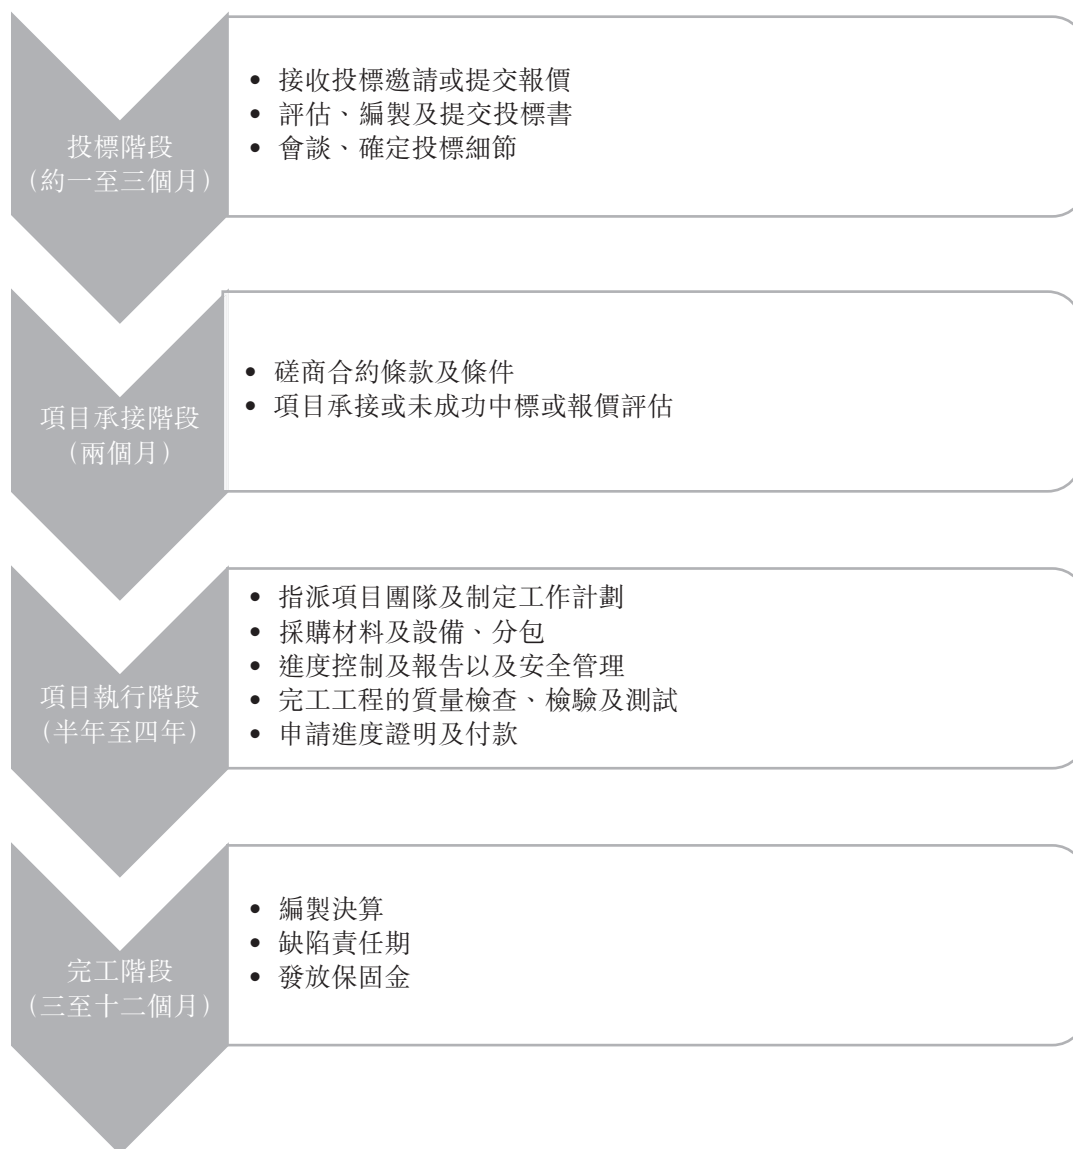 投標階段
(約一至三個月)
• 接收投標邀請或提交報價
• 評估、編製及提交投標書
• 會談、確定投標細節
項目承接階段
(兩個月)
• 磋商合約條款及條件
• 項目承接或未成功中標或報價評估
項目執行階段
(半年至四年)
• 指派項目團隊及制定工作計劃
• 採購材料及設備、分包
• 進度控制及報告以及安全管理
• 完工工程的質量檢查、檢驗及測試
• 申請進度證明及付款
完工階段
(三至十二個月)
• 編製決算
• 缺陷責任期
• 發放保固金